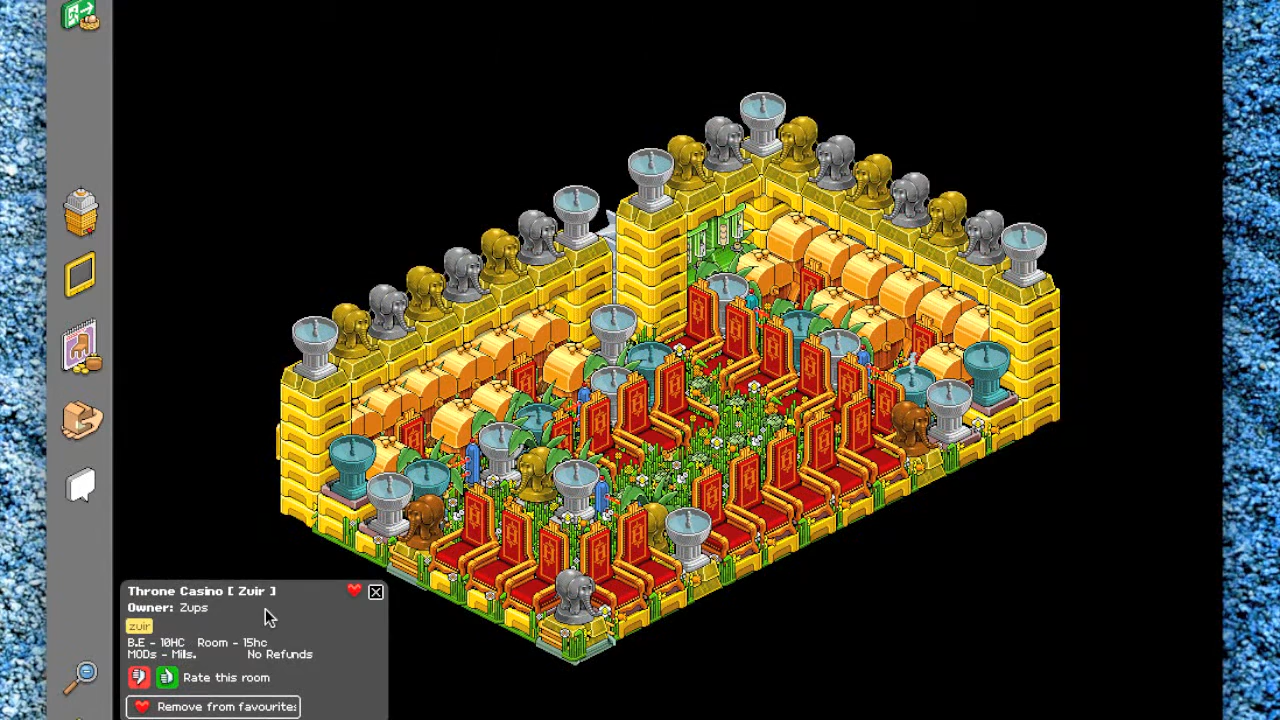 Throne Casino [ Zuir ]
Owner: Zups
zuir
B.E - 10HC Room - 15hc
MODs - Mils. No Refunds
Rate this room
Remove from favourites